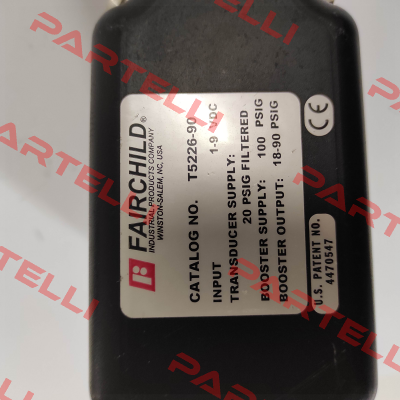 FAIRCHILD®
INDUSTRIAL PRODUCTS COMPANY
WINSTON-SALEM, NC, USA
CATALOG NO. T5226-90
INPUT 1-9 VDC
TRANSDUCER SUPPLY:
20 PSIG FILTERED
BOOSTER SUPPLY: 100 PSIG
BOOSTER OUTPUT: 18-90 PSIG
U.S. PATENT NO.
4470547
CE
PARTELLI
PARTELLI
PARTELLI
PARTELLI